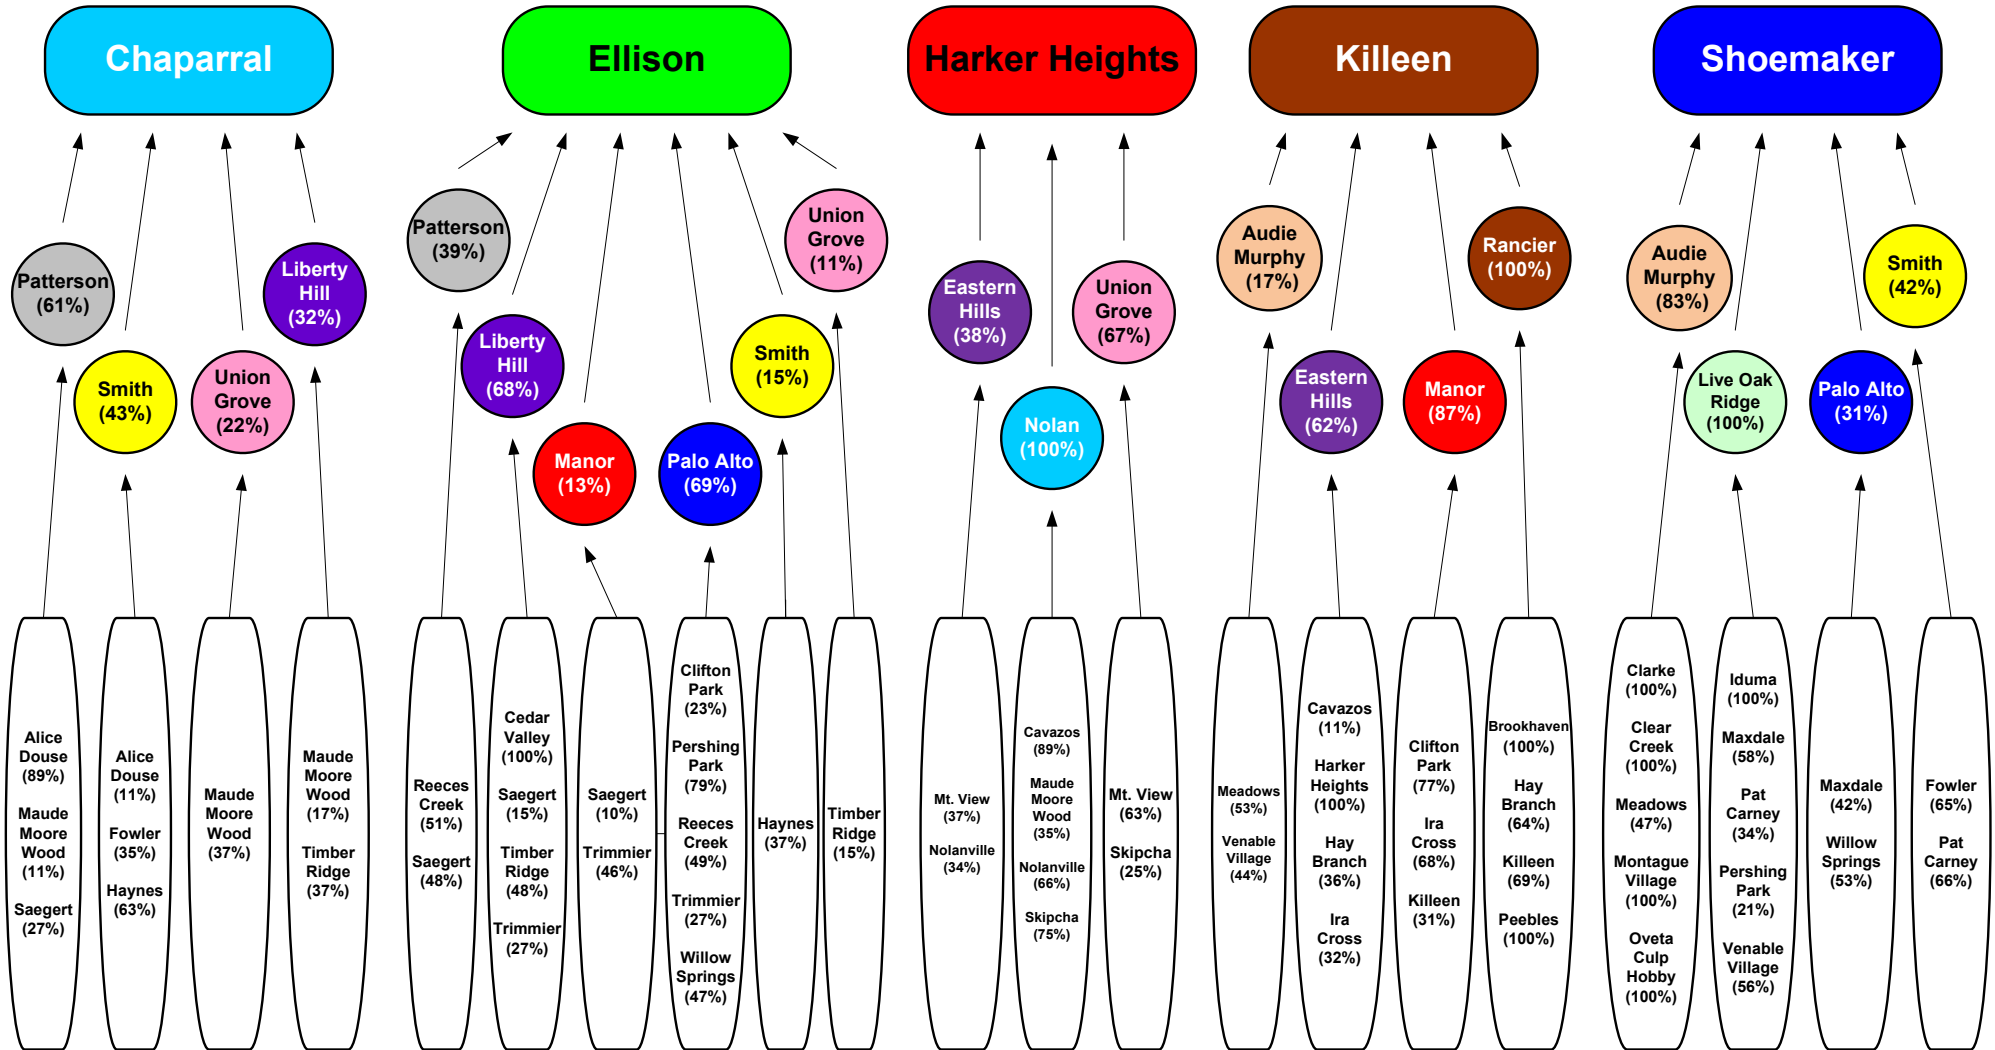 Chaparral
Ellison
Harker Heights
Killeen
Shoemaker
Patterson
(61%)
Smith
(43%)
Union
Grove
(22%)
Liberty
Hill
(32%)
Patterson
(39%)
Liberty
Hill
(68%)
Manor
(13%)
Palo Alto
(69%)
Smith
(15%)
Union
Grove
(11%)
Eastern
Hills
(38%)
Nolan
(100%)
Union
Grove
(67%)
Audie
Murphy
(17%)
Eastern
Hills
(62%)
Manor
(87%)
Rancier
(100%)
Audie
Murphy
(83%)
Live Oak
Ridge
(100%)
Palo Alto
(31%)
Smith
(42%)
Alice
Douse
(89%)
Maude
Moore
Wood
(11%)
Saegert
(27%)
Alice
Douse
(11%)
Fowler
(35%)
Haynes
(63%)
Maude
Moore
Wood
(37%)
Maude
Moore
Wood
(17%)
Timber
Ridge
(37%)
Reeces
Creek
(51%)
Saegert
(48%)
Cedar
Valley
(100%)
Saegert
(15%)
Timber
Ridge
(48%)
Trimmier
(27%)
Saegert
(10%)
Trimmier
(46%)
Clifton
Park
(23%)
Pershing
Park
(79%)
Reeces
Creek
(49%)
Trimmier
(27%)
Willow
Springs
(47%)
Haynes
(37%)
Timber
Ridge
(15%)
Mt. View
(37%)
Nolanville
(34%)
Cavazos
(89%)
Maude
Moore
Wood
(35%)
Nolanville
(66%)
Skipcha
(75%)
Mt. View
(63%)
Skipcha
(25%)
Meadows
(53%)
Venable
Village
(44%)
Cavazos
(11%)
Harker
Heights
(100%)
Hay
Branch
(36%)
Ira
Cross
(32%)
Clifton
Park
(77%)
Ira
Cross
(68%)
Killeen
(31%)
Brookhaven
(100%)
Hay
Branch
(64%)
Killeen
(69%)
Peebles
(100%)
Clarke
(100%)
Clear
Creek
(100%)
Meadows
(47%)
Montague
Village
(100%)
Oveta
Culp
Hobby
(100%)
Iduma
(100%)
Maxdale
(58%)
Pat
Carney
(34%)
Pershing
Park
(21%)
Venable
Village
(56%)
Maxdale
(42%)
Willow
Springs
(53%)
Fowler
(65%)
Pat
Carney
(66%)